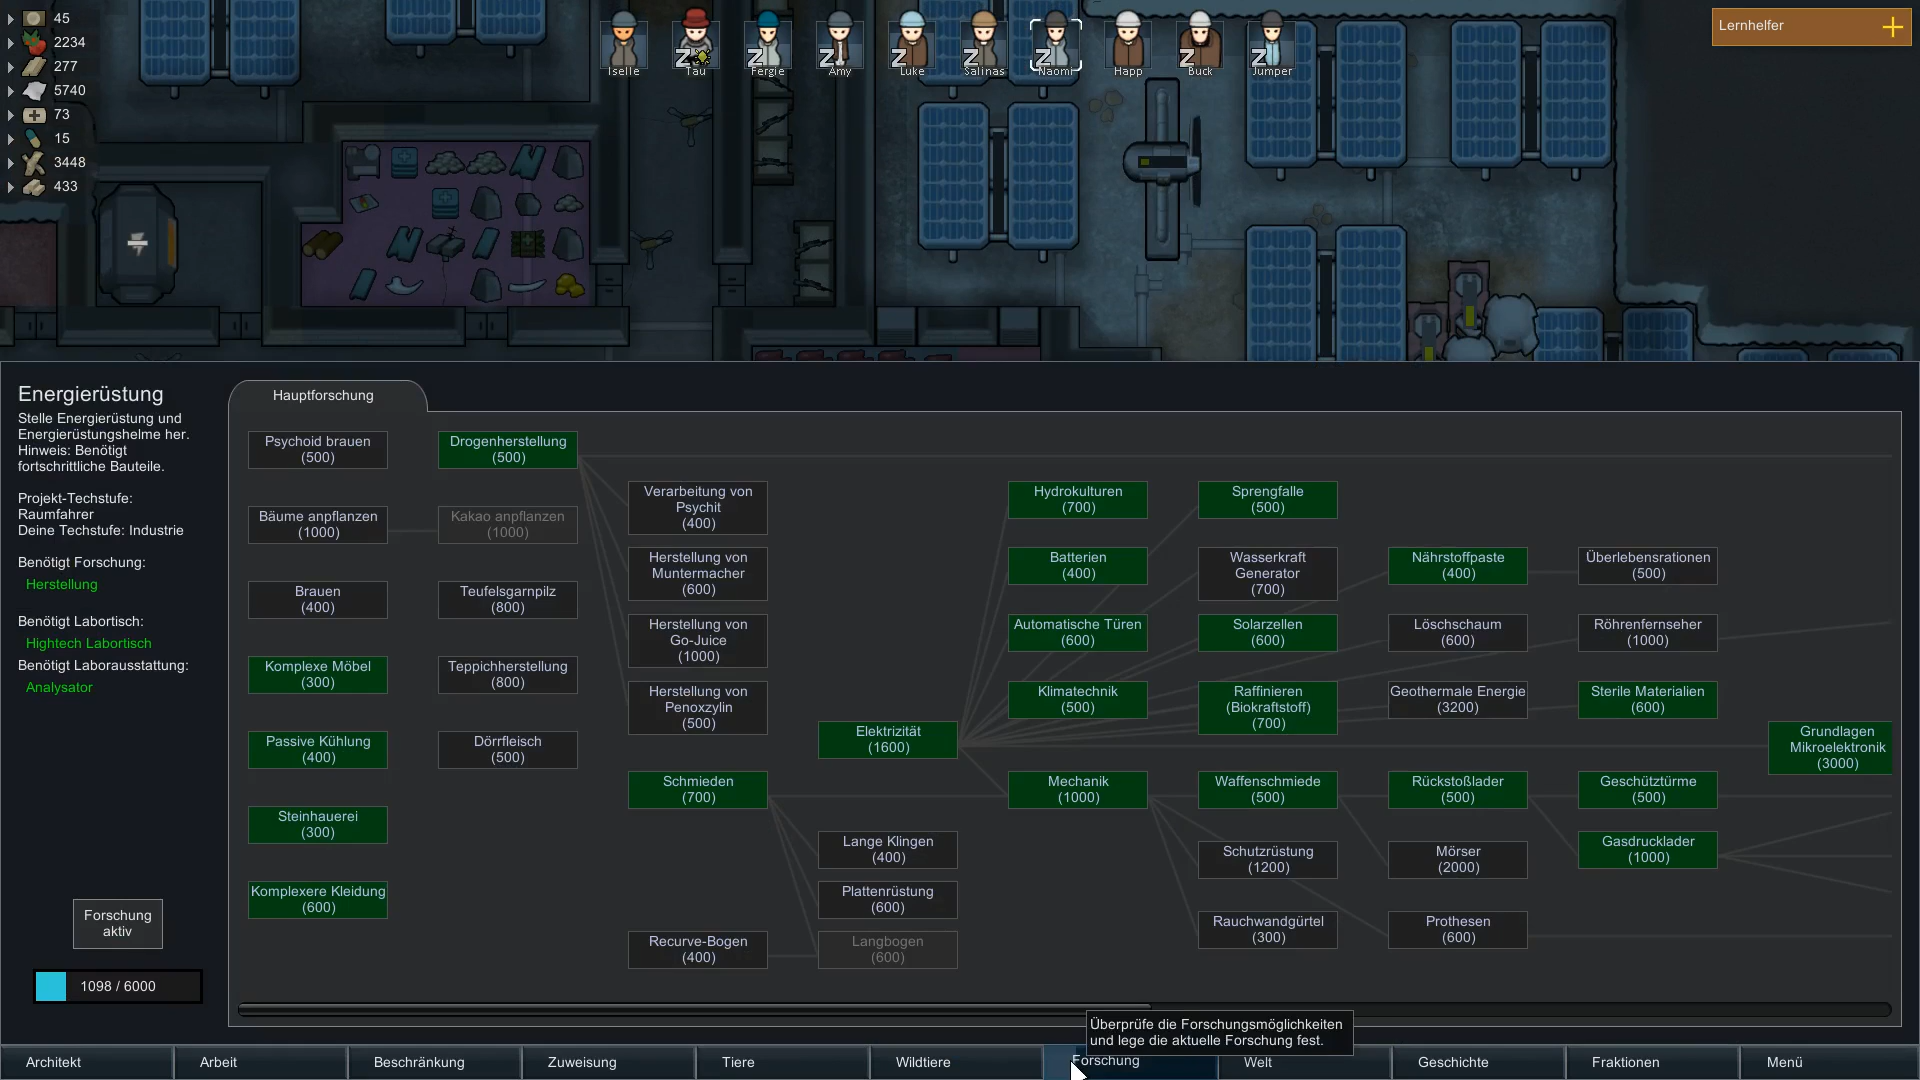 45
2234
277
5740
73
15
3448
433
Iselle
Tau
Fergie
Amy
Luke
Salinas
Naomi
Happ
Buck
Jumper
Lernhelfer
Energierüstung
Stelle Energierüstung und
Energierüstungshelme her.
Hinweis: Benötigt
fortschrittliche Bauteile.
Projekt-Techstufe:
Raumfahrer
Deine Techstufe: Industrie
Benötigt Forschung:
Herstellung
Benötigt Labortisch:
Hightech Labortisch
Benötigt Laborausstattung:
Analysator
Forschung
aktiv
1098 / 6000
Hauptforschung
Psychoid brauen
(500)
Bäume anpflanzen
(1000)
Brauen
(400)
Komplexe Möbel
(300)
Passive Kühlung
(400)
Steinhauerei
(300)
Komplexere Kleidung
(600)
Drogenherstellung
(500)
Kakao anpflanzen
(1000)
Teufelsgarnpilz
(800)
Teppichherstellung
(800)
Dörrfleisch
(500)
Verarbeitung von
Psychit
(400)
Herstellung von
Muntermacher
(600)
Herstellung von
Go-Juice
(1000)
Herstellung von
Penoxzylin
(500)
Schmieden
(700)
Recurve-Bogen
(400)
Elektrizität
(1600)
Lange Klingen
(400)
Plattenrüstung
(600)
Langbogen
(600)
Hydrokulturen
(700)
Batterien
(400)
Automatische Türen
(600)
Klimatechnik
(500)
Mechanik
(1000)
Sprengfalle
(500)
Wasserkraft
Generator
(700)
Solarzellen
(600)
Raffinieren
(Biokraftstoff)
(700)
Waffenschmiede
(500)
Schutzrüstung
(1200)
Rauchwandgürtel
(300)
Nährstoffpaste
(400)
Löschschaum
(600)
Geothermale Energie
(3200)
Rückstoßlader
(500)
Mörser
(2000)
Prothesen
(600)
Überlebensrationen
(500)
Röhrenfernseher
(1000)
Sterile Materialien
(600)
Geschütztürme
(500)
Gasdrucklader
(1000)
Grundlagen
Mikroelektronik
(3000)
Überprüfe die Forschungsmöglichkeiten
und lege die aktuelle Forschung fest.
Architekt
Arbeit
Beschränkung
Zuweisung
Tiere
Wildtiere
Forschung
Welt
Geschichte
Fraktionen
Menü